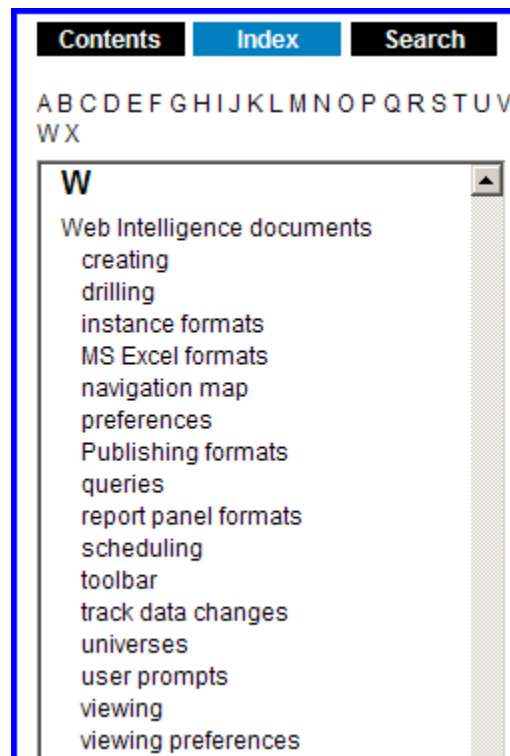 Contents Index Search
A B C D E F G H I J K L M N O P Q R S T U V
W X
W
Web Intelligence documents
creating
drilling
instance formats
MS Excel formats
navigation map
preferences
Publishing formats
queries
report panel formats
scheduling
toolbar
track data changes
universes
user prompts
viewing
viewing preferences